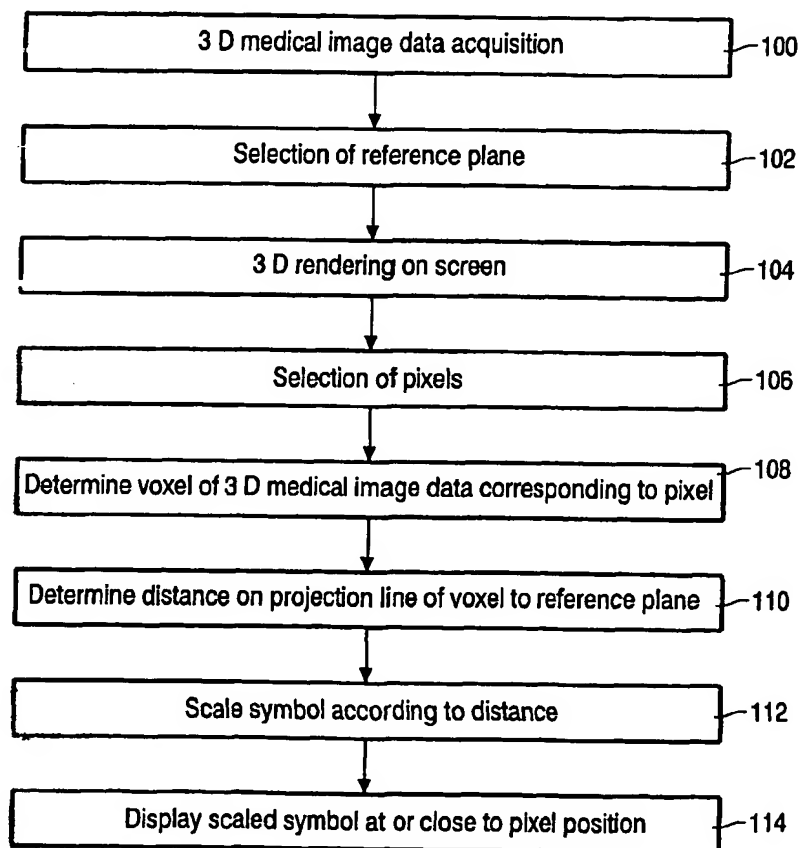 3 D medical image data acquisition 100
Selection of reference plane 102
3 D rendering on screen 104
Selection of pixels 106
Determine voxel of 3 D medical image data corresponding to pixel 108
Determine distance on projection line of voxel to reference plane 110
Scale symbol according to distance 112
Display scaled symbol at or close to pixel position 114